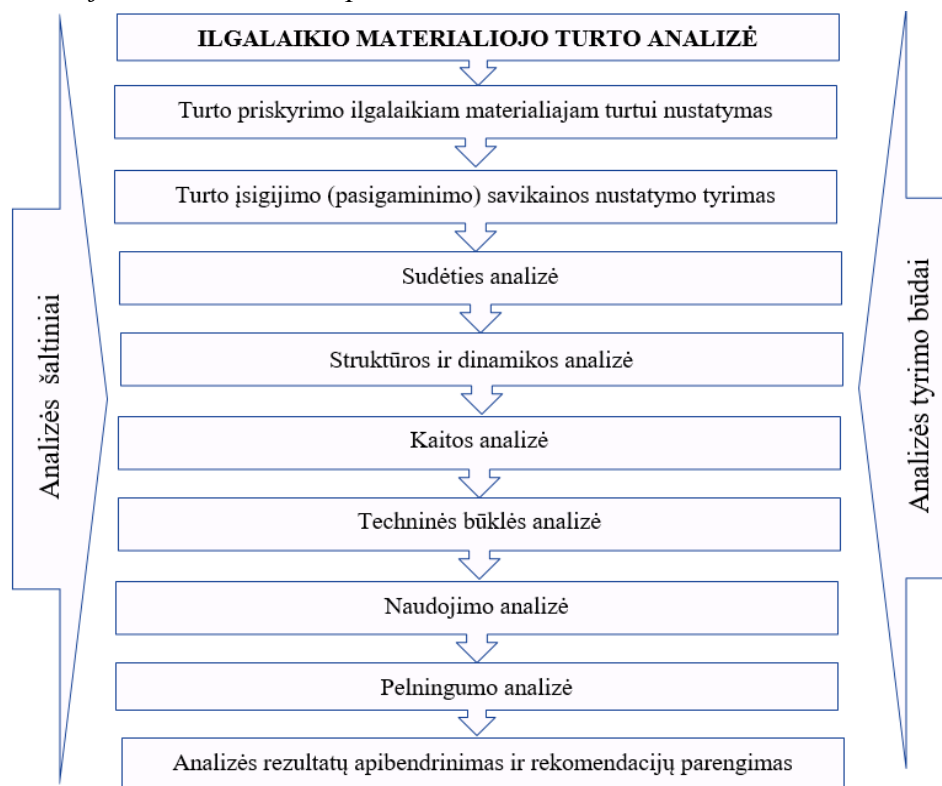 ILGALAIKIO MATERIALIOJO TURTO ANALIZĖ
Turto priskyrimo ilgalaikiam materialiajam turtui nustatymas
Turto įsigijimo (pasigaminimo) savikainos nustatymo tyrimas
Sudėties analizė
Struktūros ir dinamikos analizė
Kaitos analizė
Techninės būklės analizė
Naudojimo analizė
Pelningumo analizė
Analizės rezultatų apibendrinimas ir rekomendacijų parengimas
Analizės šaltiniai
Analizės tyrimo būdai